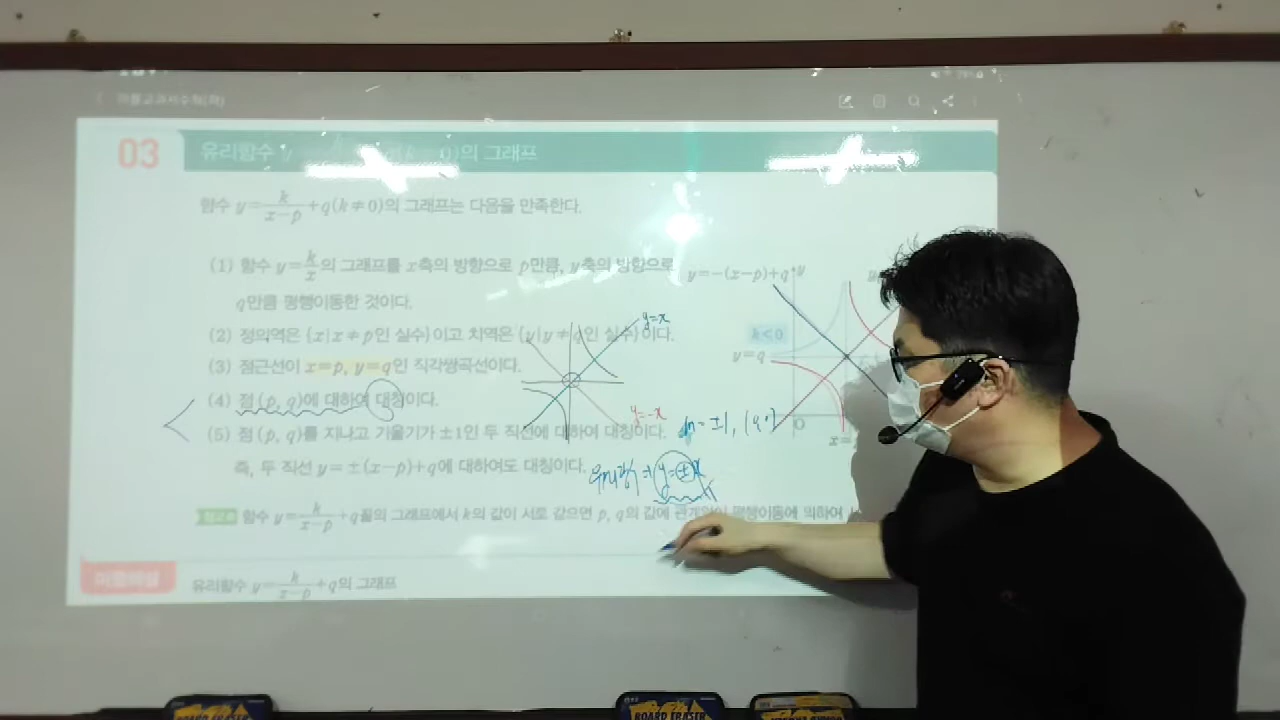 03
유리함수 y 의 그래프
함수 y=k/(x-p)+q(k≠0)의 그래프는 다음을 만족한다.
(1) 함수 y=k/x의 그래프를 x축의 방향으로 p만큼, y축의 방향으로
q만큼 평행이동한 것이다.
(2) 정의역은 {x|x≠p인 실수}이고 치역은 {y|y≠q인 실수}이다.
(3) 점근선이 x=p, y=q인 직각쌍곡선이다.
(4) 점 (p, q)에 대하여 대칭이다.
(5) 점 (p, q)를 지나고 기울기가 ±1인 두 직선에 대하여 대칭이다.
즉, 두 직선 y=±(x-p)+q에 대하여도 대칭이다.
y=-(x-p)+q
y
k<0
y=q
O
x=
y=x
y=-x
m=±1,
y=±x
함수 y=k/(x-p)+q꼴의 그래프에서 k의 값이 서로 같으면 p, q의 값에 관계없이 평행이동에 의하여
유리함수 y=k/(x-p)+q의 그래프
BOARD ERASER